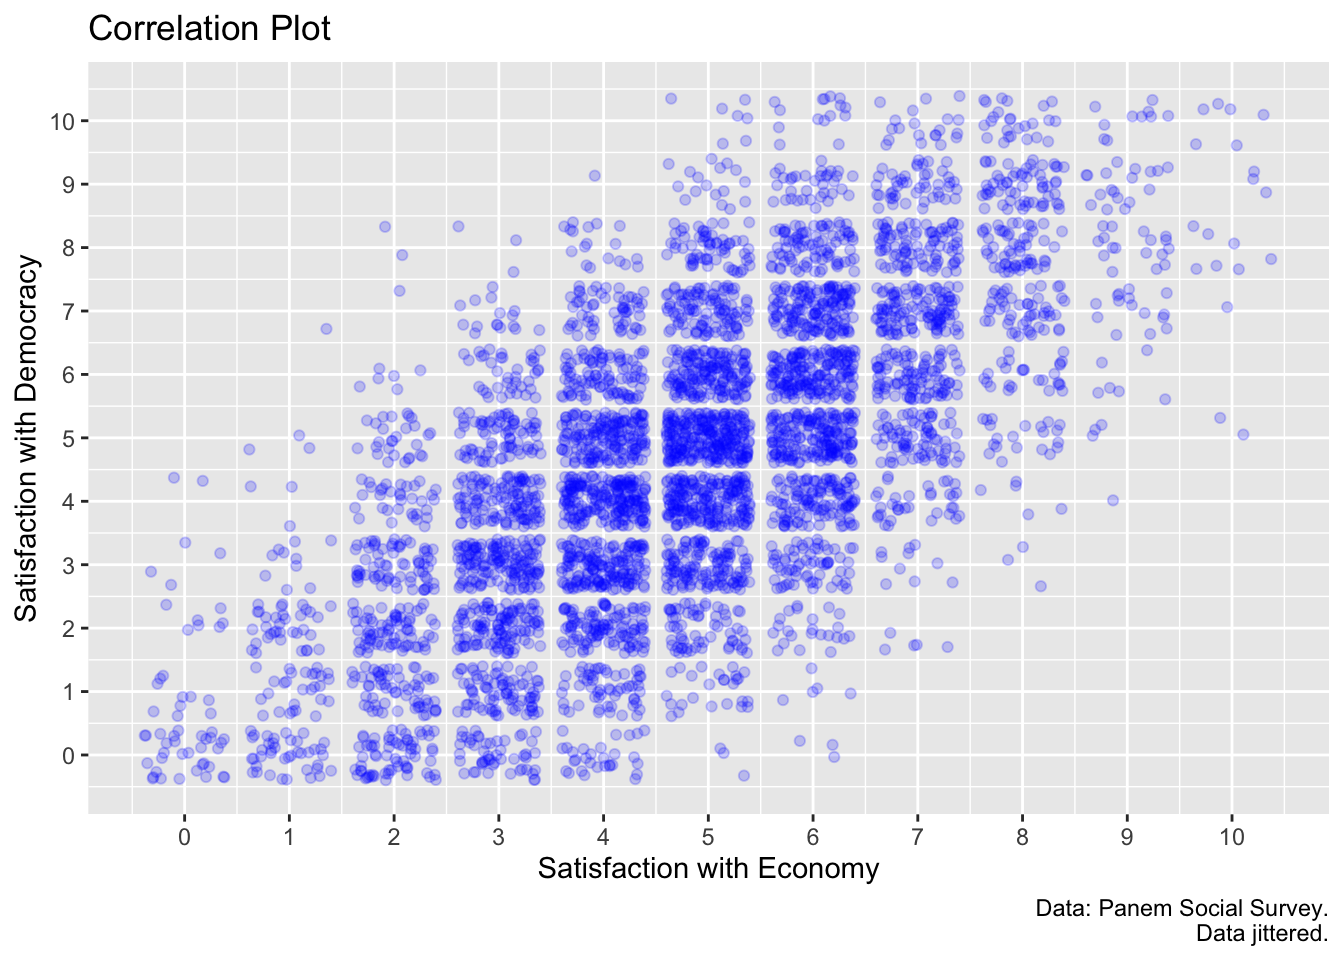 Correlation Plot
Satisfaction with Democracy
10
9
8
7
6
5
4
3
2
1
0
0 1 2 3 4 5 6 7 8 9 10
Satisfaction with Economy
Data: Panem Social Survey.
Data jittered.